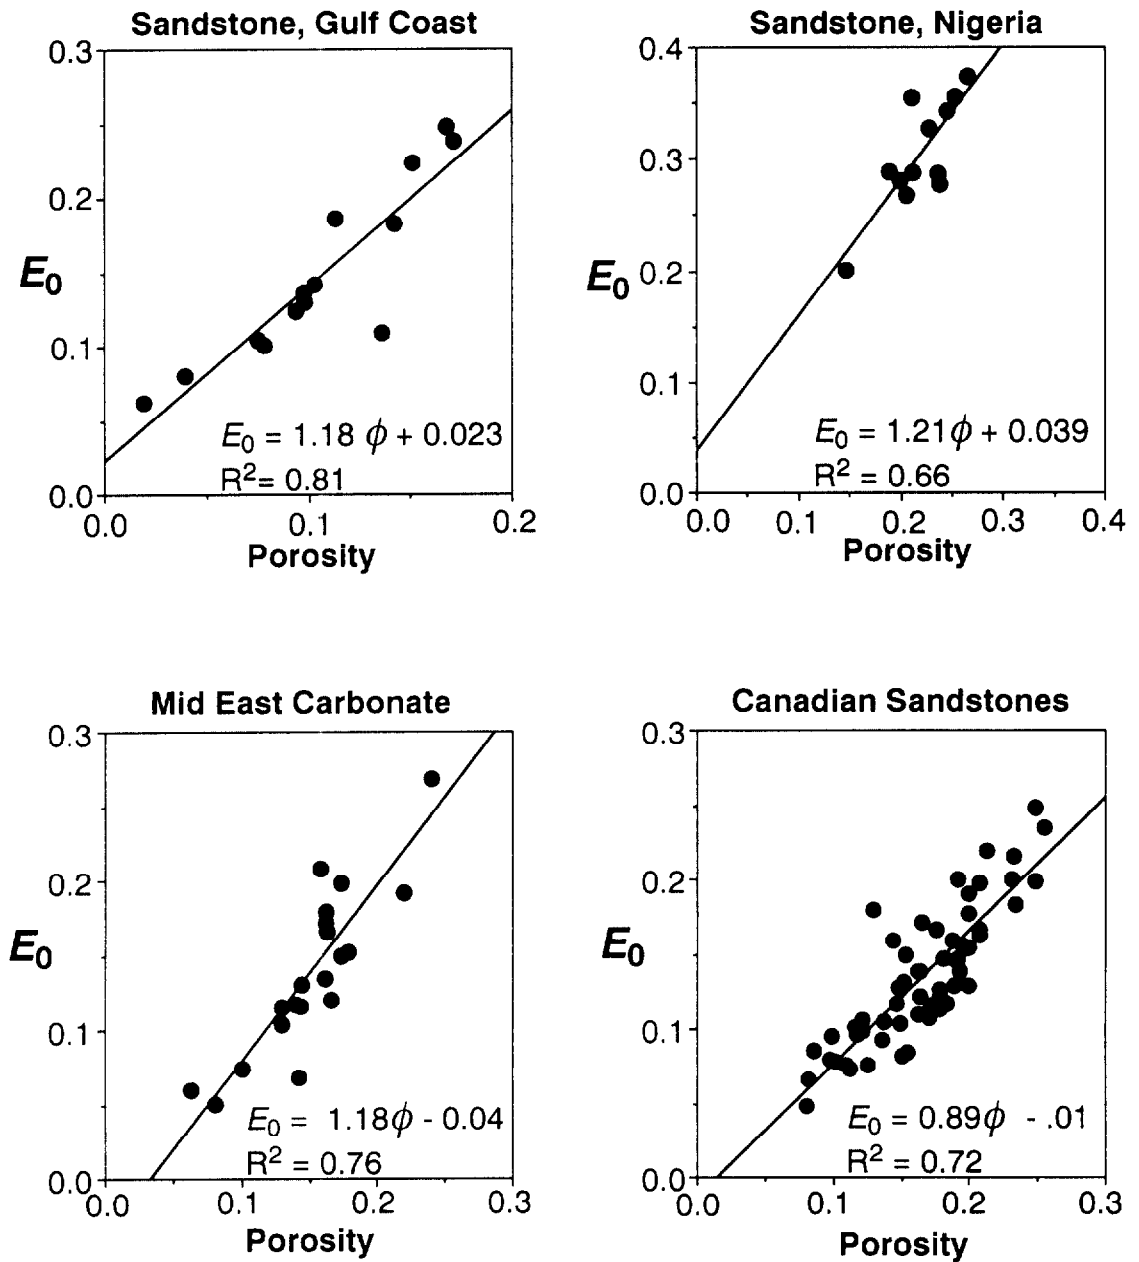 Sandstone, Gulf Coast
0.3
0.2
E0
0.1
E0 = 1.18 ϕ + 0.023
R2= 0.81
0.0
0.0 0.1 0.2
Porosity
Sandstone, Nigeria
0.4
0.3
E0 0.2
0.1
E0 = 1.21ϕ + 0.039
R2 = 0.66
0.0
0.0 0.1 0.2 0.3 0.4
Porosity
Mid East Carbonate
0.3
0.2
E0
0.1
E0 = 1.18ϕ - 0.04
R2 = 0.76
0.0
0.0 0.1 0.2 0.3
Porosity
Canadian Sandstones
0.3
0.2
E0
0.1
E0 = 0.89ϕ - .01
R2 = 0.72
0.0
0.0 0.1 0.2 0.3
Porosity